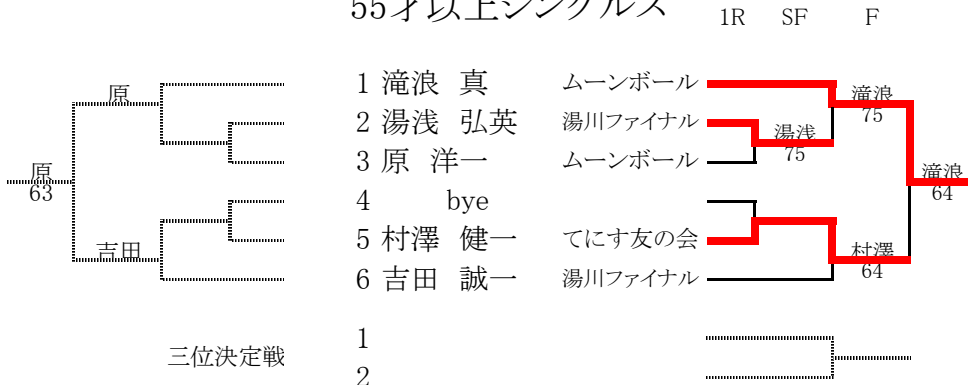 55才以上シングルス 1R SF F
1 滝浪 真 ムーンボール
原
滝浪
75
2 湯浅 弘英 湯川ファイナル
湯浅
75
3 原 洋一 ムーンボール
原
63
滝浪
64
4 bye
5 村澤 健一 てにす友の会
吉田
村澤
64
6 吉田 誠一 湯川ファイナル
三位決定戦
1
2